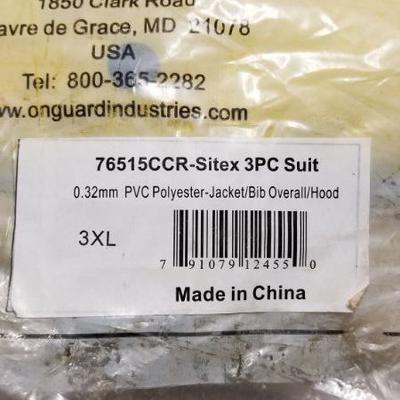 1850 Clark Road
avre de Grace, MD 21078
USA
Tel: 800-365-2282
w.onguardindustries.com
76515CCR-Sitex 3PC Suit
0.32mm PVC Polyester-Jacket/Bib Overall/Hood
3XL
7 91079 12455 0
Made in China